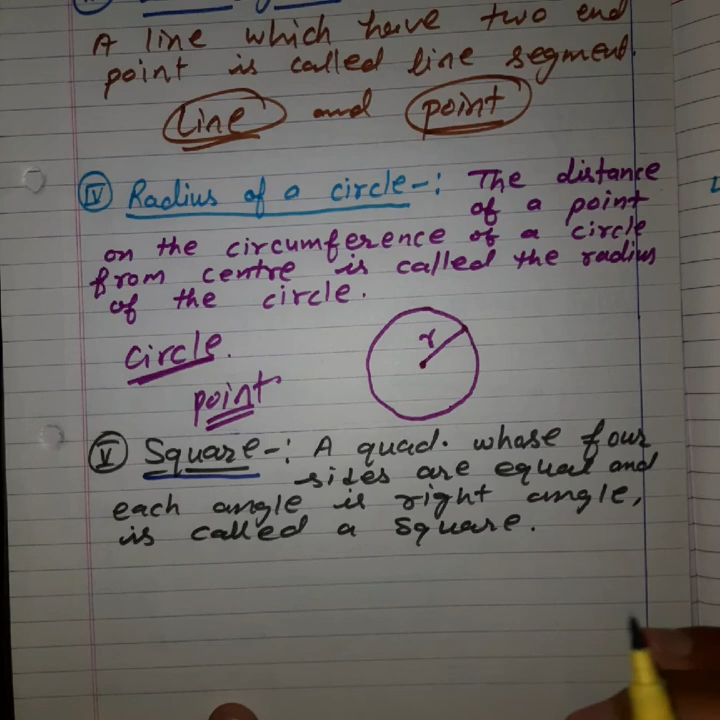 A line which have two end
point is called line segment.
line and point
IV Radius of a circle-: The distance
of a point
on the circumference of a circle
from centre is called the radius
of the circle.
circle.
r
point
V Square-: A quad. whose four
sides are equal and
each angle is right angle,
is called a square.